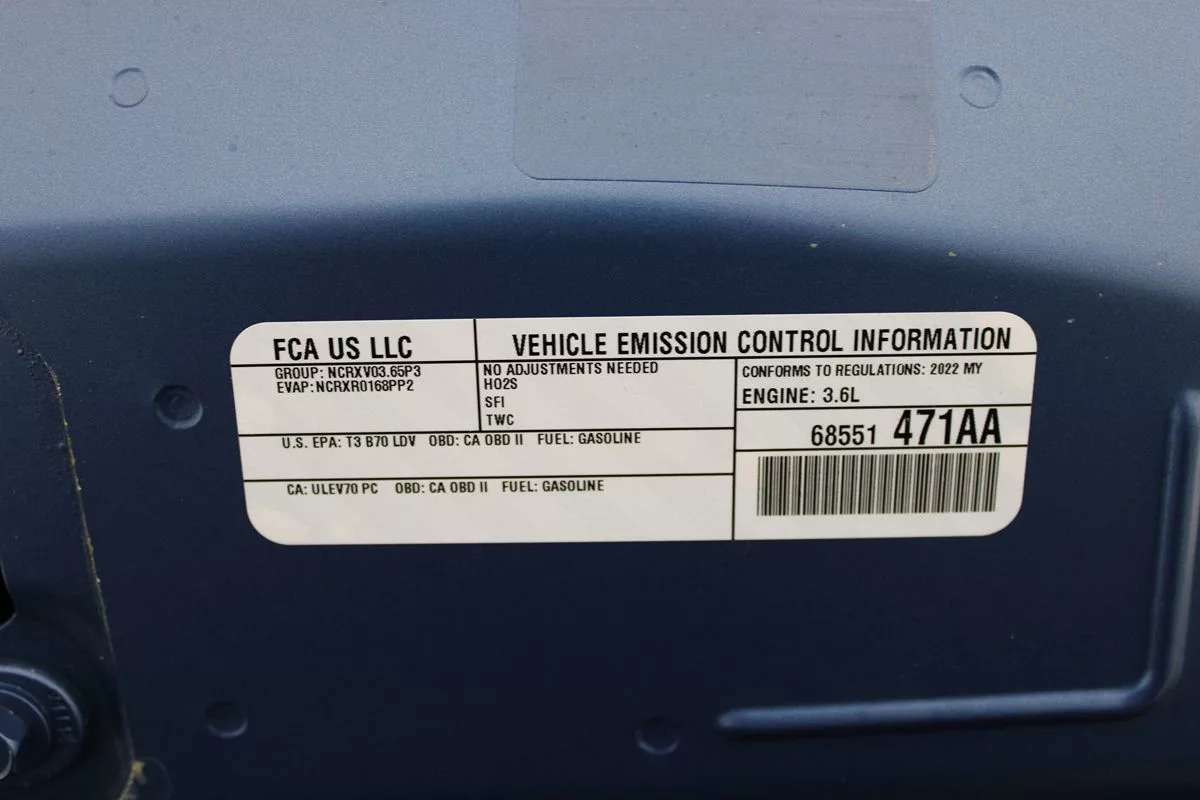 FCA US LLC
VEHICLE EMISSION CONTROL INFORMATION
GROUP: NCRXV03.65P3
EVAP: NCRXR0168PP2
NO ADJUSTMENTS NEEDED
HO2S
SFI
TWC
CONFORMS TO REGULATIONS: 2022 MY
ENGINE: 3.6L
68551 471AA
U.S. EPA: T3 B70 LDV OBD: CA OBD II FUEL: GASOLINE
CA: ULEV70 PC OBD: CA OBD II FUEL: GASOLINE